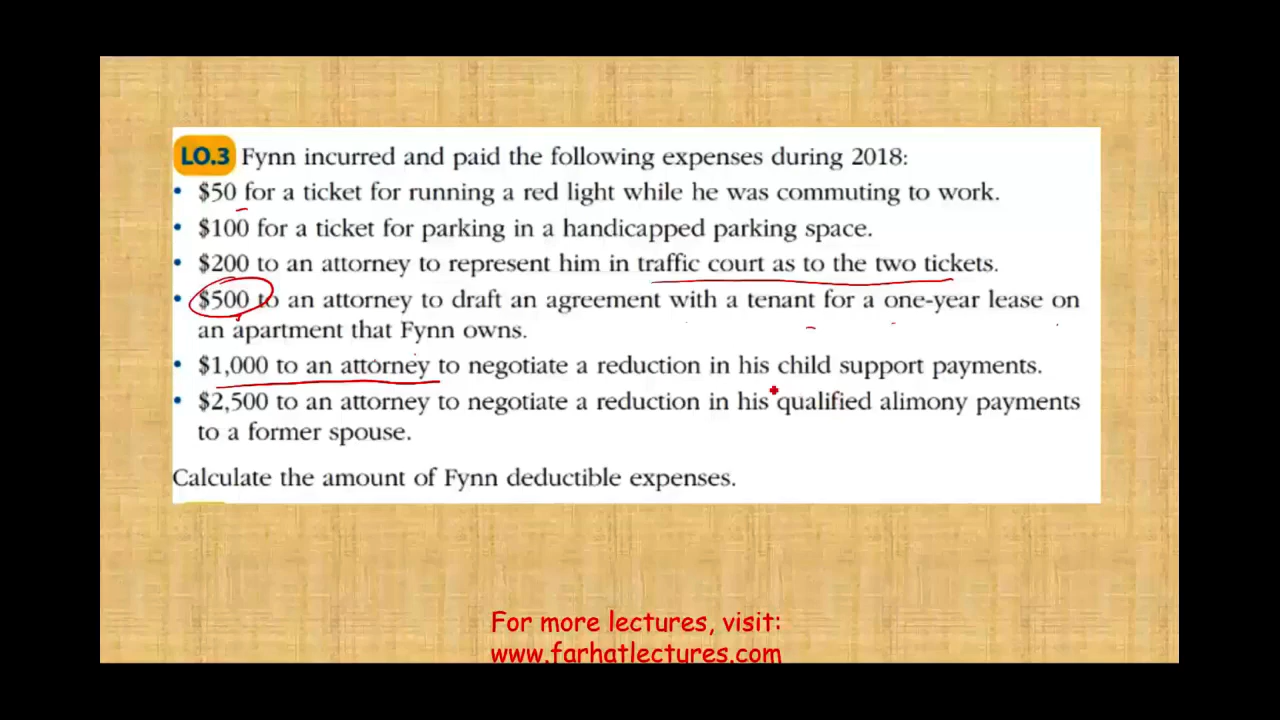 LO.3 Fynn incurred and paid the following expenses during 2018:
• $50 for a ticket for running a red light while he was commuting to work.
• $100 for a ticket for parking in a handicapped parking space.
• $200 to an attorney to represent him in traffic court as to the two tickets.
• $500 to an attorney to draft an agreement with a tenant for a one-year lease on
an apartment that Fynn owns.
• $1,000 to an attorney to negotiate a reduction in his child support payments.
• $2,500 to an attorney to negotiate a reduction in his qualified alimony payments
to a former spouse.
Calculate the amount of Fynn deductible expenses.
For more lectures, visit:
www.farhatlectures.com